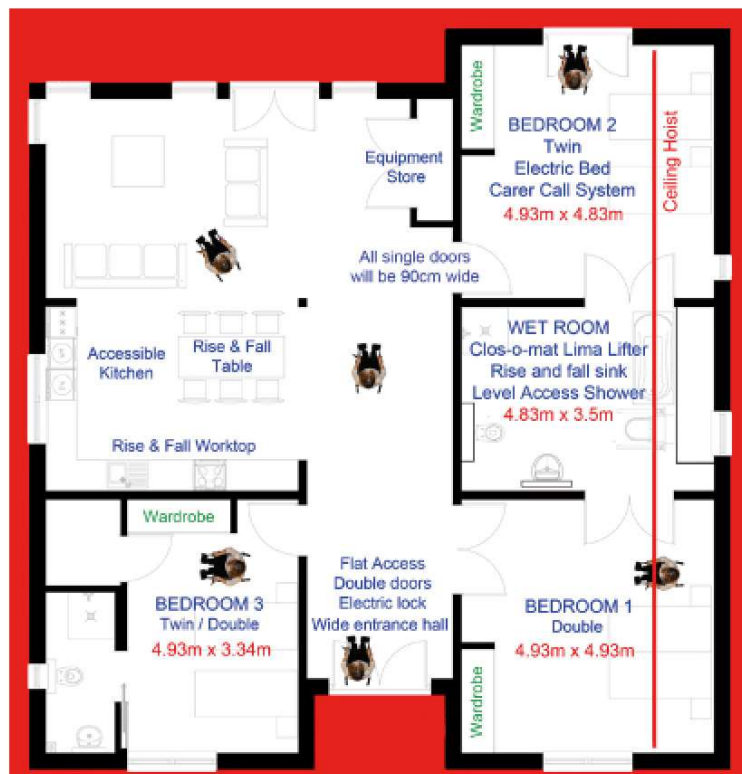 Wardrobe
BEDROOM 2
Twin
Electric Bed
Carer Call System
4.93m x 4.83m
Ceiling Hoist
Equipment
Store
All single doors
will be 90cm wide
WET ROOM
Clos-o-mat Lima Lifter
Rise and fall sink
Level Access Shower
4.83m x 3.5m
Accessible
Kitchen
Rise & Fall
Table
Rise & Fall Worktop
Wardrobe
BEDROOM 3
Twin / Double
4.93m x 3.34m
Flat Access
Double doors
Electric lock
Wide entrance hall
BEDROOM 1
Double
4.93m x 4.93m
Wardrobe